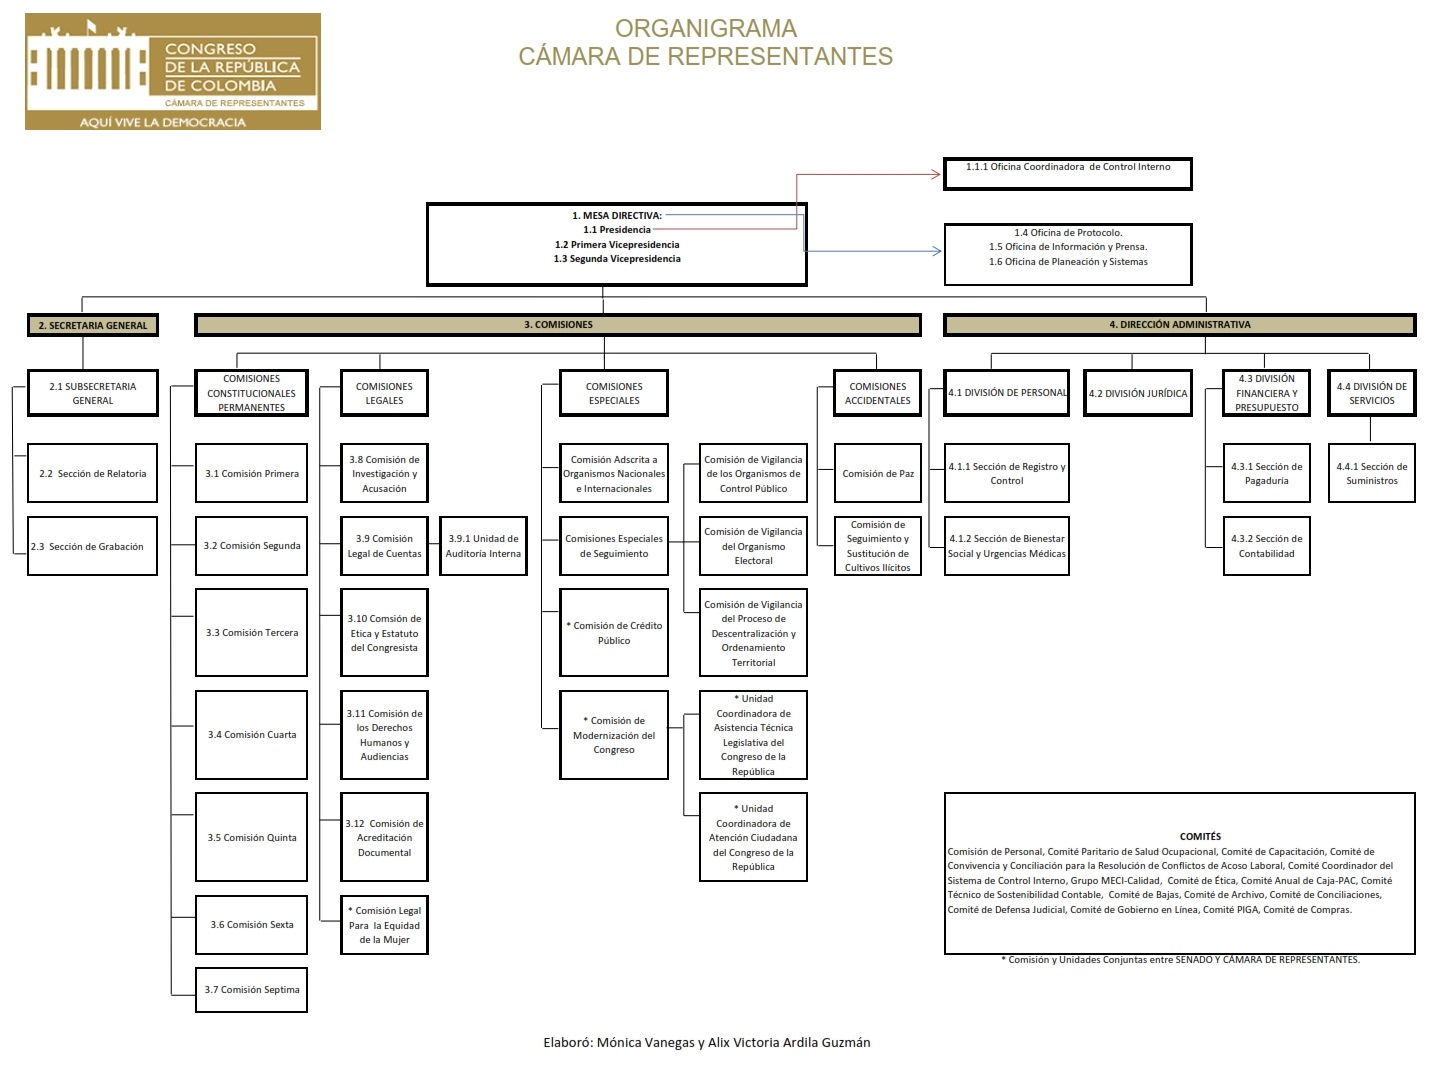 CONGRESO
DE LA REPÚBLICA
DE COLOMBIA
CÁMARA DE REPRESENTANTES
AQUÍ VIVE LA DEMOCRACIA
ORGANIGRAMA
CÁMARA DE REPRESENTANTES
1.1.1 Oficina Coordinadora de Control Interno
1. MESA DIRECTIVA:
1.1 Presidencia
1.2 Primera Vicepresidencia
1.3 Segunda Vicepresidencia
1.4 Oficina de Protocolo.
1.5 Oficina de Información y Prensa.
1.6 Oficina de Planeación y Sistemas
2. SECRETARIA GENERAL
3. COMISIONES
4. DIRECCIÓN ADMINISTRATIVA
2.1 SUBSECRETARIA
GENERAL
2.2 Sección de Relatoria
2.3 Sección de Grabación
COMISIONES
CONSTITUCIONALES
PERMANENTES
3.1 Comisión Primera
3.2 Comisión Segunda
3.3 Comisión Tercera
3.4 Comisión Cuarta
3.5 Comisión Quinta
3.6 Comisión Sexta
3.7 Comisión Septima
COMISIONES
LEGALES
3.8 Comisión de
Investigación y
Acusación
3.9 Comisión
Legal de Cuentas
3.9.1 Unidad de
Auditoría Interna
3.10 Comsión de
Etica y Estatuto
del Congresista
3.11 Comisión de
los Derechos
Humanos y
Audiencias
3.12 Comisión de
Acreditación
Documental
* Comisión Legal
Para la Equidad
de la Mujer
COMISIONES
ESPECIALES
Comisión Adscrita a
Organismos Nacionales
e Internacionales
Comisiones Especiales
de Seguimiento
* Comisión de Crédito
Público
* Comisión de
Modernización del
Congreso
Comisión de Vigilancia
de los Organismos de
Control Público
Comisión de Vigilancia
del Organismo
Electoral
Comisión de Vigilancia
del Proceso de
Descentralización y
Ordenamiento
Territorial
* Unidad
Coordinadora de
Asistencia Técnica
Legislativa del
Congreso de la
República
* Unidad
Coordinadora de
Atención Ciudadana
del Congreso de la
República
COMISIONES
ACCIDENTALES
Comisión de Paz
Comisión de
Seguimiento y
Sustitución de
Cultivos Ilícitos
4.1 DIVISIÓN DE PERSONAL
4.1.1 Sección de Registro y
Control
4.1.2 Sección de Bienestar
Social y Urgencias Médicas
4.2 DIVISIÓN JURÍDICA
4.3 DIVISIÓN
FINANCIERA Y
PRESUPUESTO
4.3.1 Sección de
Pagaduría
4.3.2 Sección de
Contabilidad
4.4 DIVISIÓN DE
SERVICIOS
4.4.1 Sección de
Suministros
COMITÉS
Comisión de Personal, Comité Paritario de Salud Ocupacional, Comité de Capacitación, Comité de
Convivencia y Conciliación para la Resolución de Conflictos de Acoso Laboral, Comité Coordinador del
Sistema de Control Interno, Grupo MECI-Calidad, Comité de Ética, Comité Anual de Caja-PAC, Comité
Técnico de Sostenibilidad Contable, Comité de Bajas, Comité de Archivo, Comité de Conciliaciones,
Comité de Defensa Judicial, Comité de Gobierno en Línea, Comité PIGA, Comité de Compras.
* Comisión y Unidades Conjuntas entre SENADO Y CÁMARA DE REPRESENTANTES.
Elaboró: Mónica Vanegas y Alix Victoria Ardila Guzmán